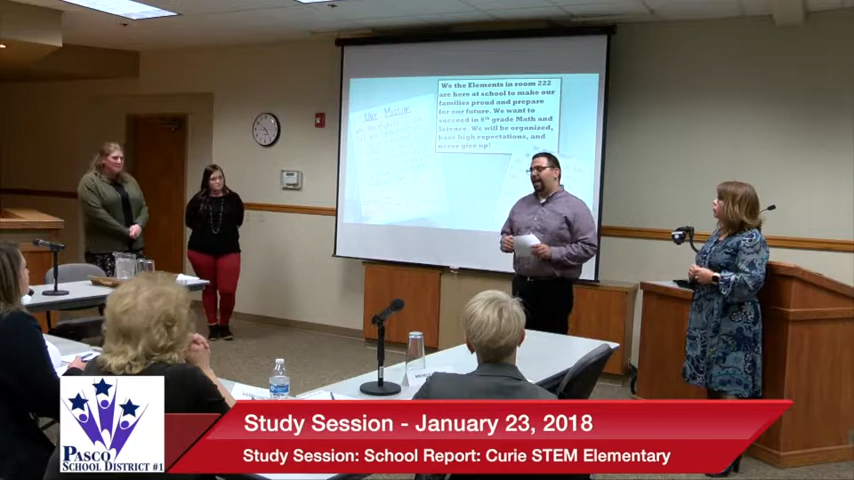 We the Elements in room 222
are here at school to make our
families proud and prepare
for our future. We want to
succeed in 8th grade Math and
Science. We will be organized,
have high expectations, and
never give up!
Our Mission
PASCO
SCHOOL DISTRICT #1
Study Session - January 23, 2018
Study Session: School Report: Curie STEM Elementary